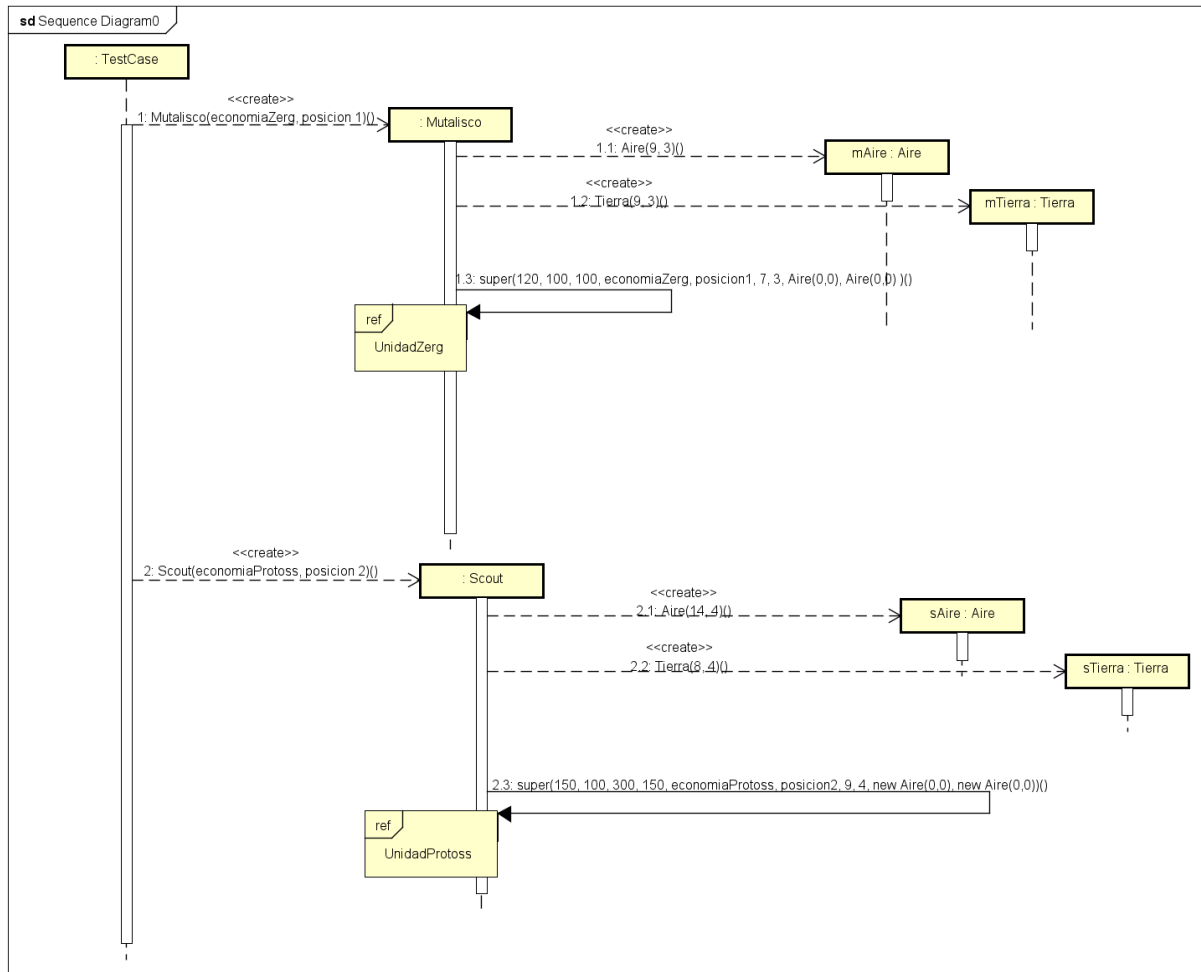 sd Sequence Diagram0
: TestCase
<<create>>
1: Mutalisco(economiaZerg, posicion 1)()
: Mutalisco
<<create>>
1.1: Aire(9, 3)()
mAire : Aire
<<create>>
1.2: Tierra(9, 3)()
mTierra : Tierra
1.3: super(120, 100, 100, economiaZerg, posicion1, 7, 3, Aire(0,0), Aire(0,0) )()
ref
UnidadZerg
<<create>>
2: Scout(economiaProtoss, posicion 2)()
: Scout
<<create>>
2.1: Aire(14, 4)()
sAire : Aire
<<create>>
2.2: Tierra(8, 4)()
sTierra : Tierra
2.3: super(150, 100, 300, 150, economiaProtoss, posicion2, 9, 4, new Aire(0,0), new Aire(0,0))()
ref
UnidadProtoss